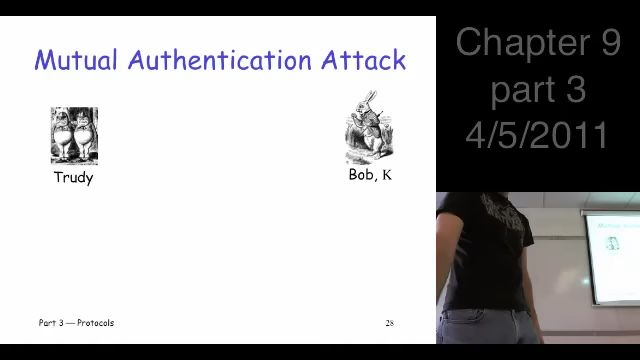 Mutual Authentication Attack
Trudy
Bob, K
Part 3 — Protocols
28
Chapter 9
part 3
4/5/2011